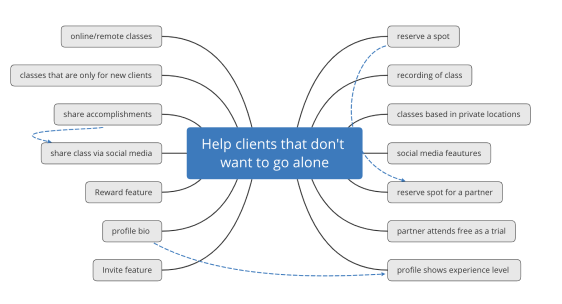 online/remote classes
classes that are only for new clients
share accomplishments
share class via social media
Reward feature
profile bio
Invite feature
Help clients that don't
want to go alone
reserve a spot
recording of class
classes based in private locations
social media feautures
reserve spot for a partner
partner attends free as a trial
profile shows experience level